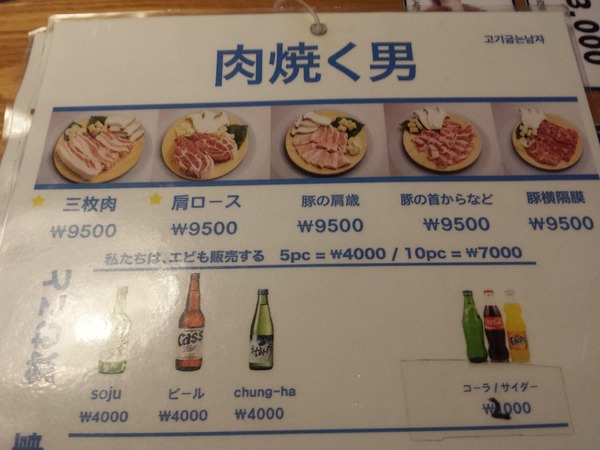 3.000
고기굽는남자
肉焼く男
三枚肉 肩ロース 豚の肩歳 豚の首からなど 豚横隔膜
₩9500 ₩9500 ₩9500 ₩9500 ₩9500
私たちは、エビも販売する 5pc = ₩4000 / 10pc = ₩7000
Cass
soju ビール chung-ha コーラ / サイダー
₩4000 ₩4000 ₩4000 ₩2000